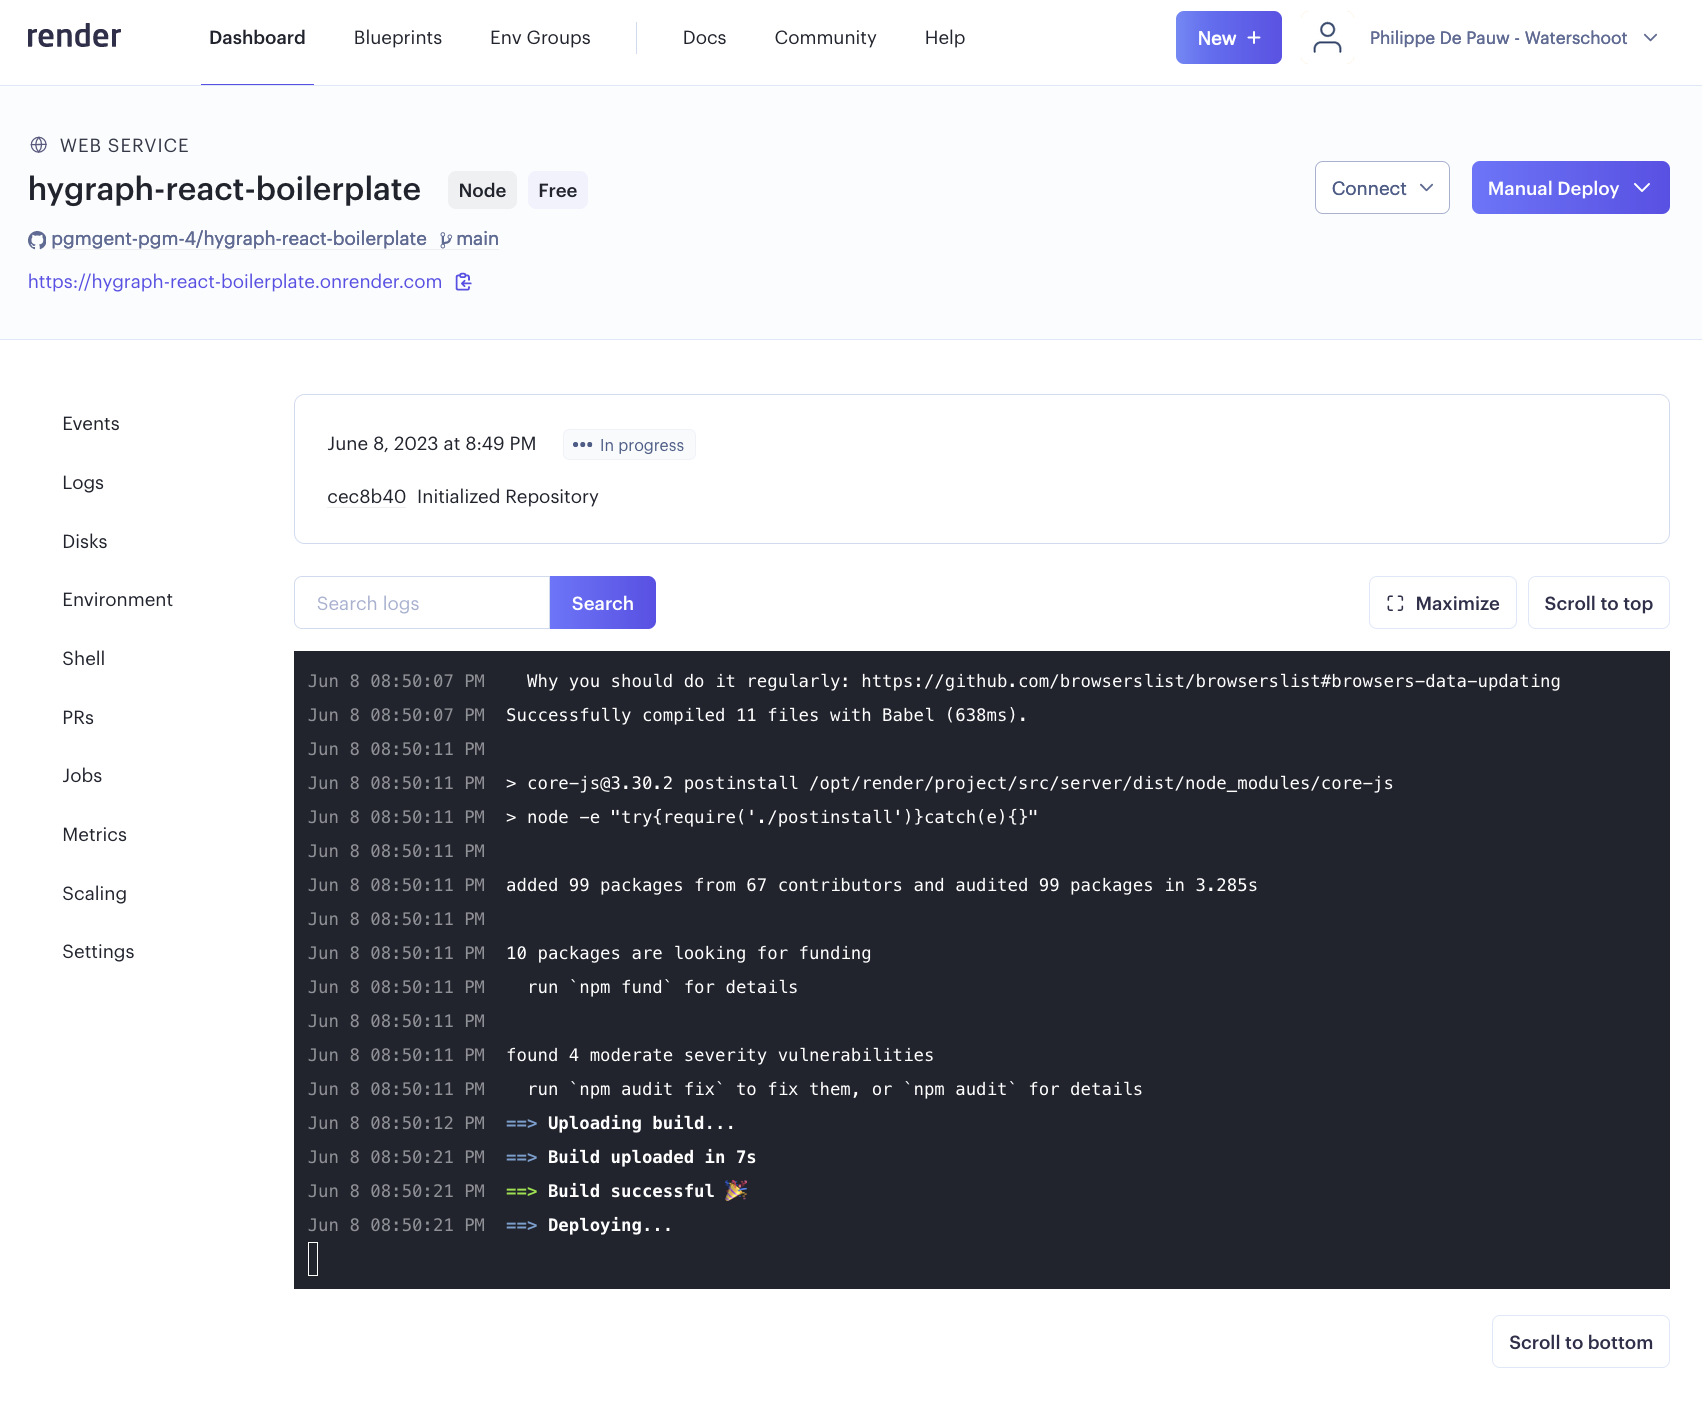 render Dashboard Blueprints Env Groups Docs Community Help New + Philippe De Pauw - Waterschoot
WEB SERVICE
hygraph-react-boilerplate Node Free
Connect Manual Deploy
pgmgent-pgm-4/hygraph-react-boilerplate main
https://hygraph-react-boilerplate.onrender.com
Events
Logs
Disks
Environment
Shell
PRs
Jobs
Metrics
Scaling
Settings
June 8, 2023 at 8:49 PM ••• In progress
cec8b40 Initialized Repository
Search logs Search Maximize Scroll to top
Jun 8 08:50:07 PM   Why you should do it regularly: https://github.com/browserslist/browserslist#browsers-data-updating
Jun 8 08:50:07 PM Successfully compiled 11 files with Babel (638ms).
Jun 8 08:50:11 PM
Jun 8 08:50:11 PM > core-js@3.30.2 postinstall /opt/render/project/src/server/dist/node_modules/core-js
Jun 8 08:50:11 PM > node -e "try{require('./postinstall')}catch(e){}"
Jun 8 08:50:11 PM
Jun 8 08:50:11 PM added 99 packages from 67 contributors and audited 99 packages in 3.285s
Jun 8 08:50:11 PM
Jun 8 08:50:11 PM 10 packages are looking for funding
Jun 8 08:50:11 PM   run `npm fund` for details
Jun 8 08:50:11 PM
Jun 8 08:50:11 PM found 4 moderate severity vulnerabilities
Jun 8 08:50:11 PM   run `npm audit fix` to fix them, or `npm audit` for details
Jun 8 08:50:12 PM ==> Uploading build...
Jun 8 08:50:21 PM ==> Build uploaded in 7s
Jun 8 08:50:21 PM ==> Build successful 🎉
Jun 8 08:50:21 PM ==> Deploying...
Scroll to bottom